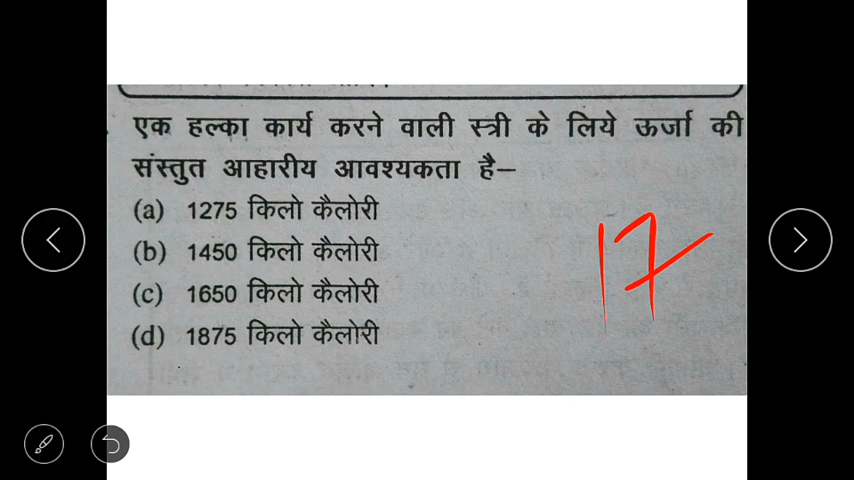 एक हल्का कार्य करने वाली स्त्री के लिये ऊर्जा की
संस्तुत आहारीय आवश्यकता है–
(a) 1275 किलो कैलोरी
(b) 1450 किलो कैलोरी
(c) 1650 किलो कैलोरी
(d) 1875 किलो कैलोरी
17